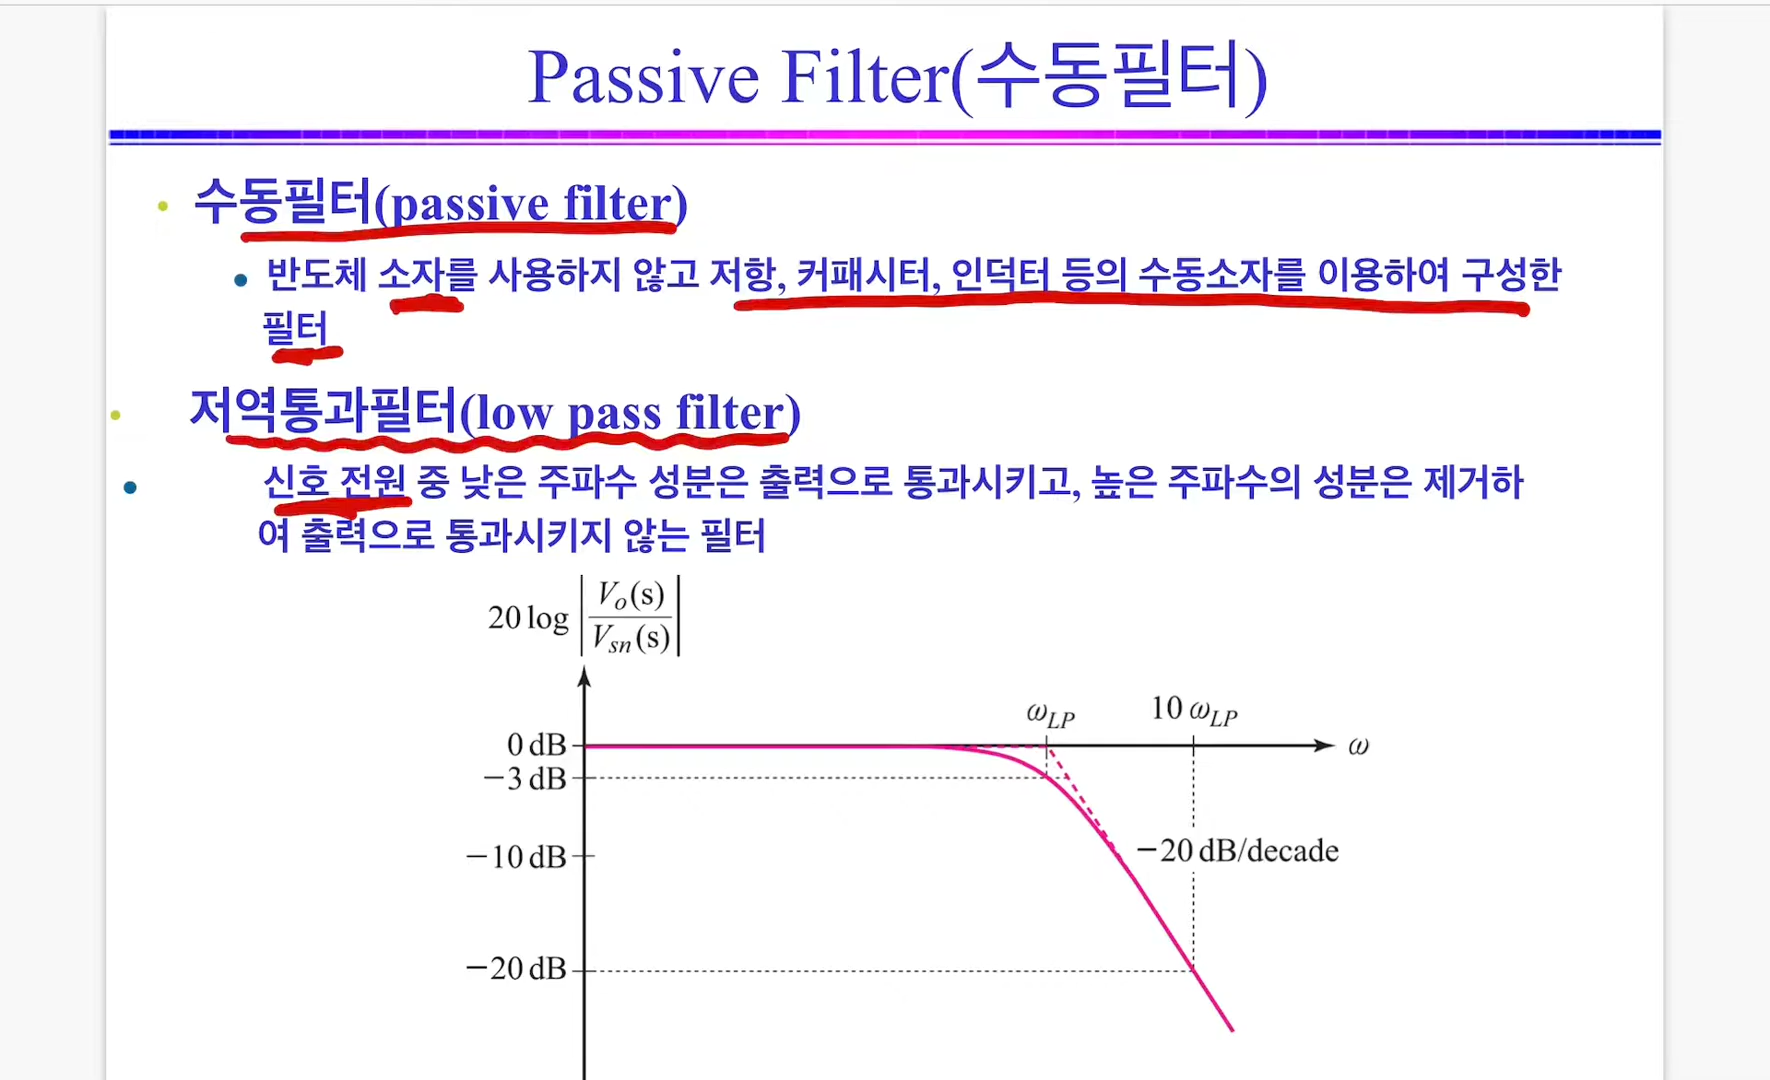 Passive Filter(수동필터)
• 수동필터(passive filter)
• 반도체 소자를 사용하지 않고 저항, 커패시터, 인덕터 등의 수동소자를 이용하여 구성한
필터
• 저역통과필터(low pass filter)
• 신호 전원 중 낮은 주파수 성분은 출력으로 통과시키고, 높은 주파수의 성분은 제거하
여 출력으로 통과시키지 않는 필터
20 log |Vo(s)/Vsn(s)|
ωLP
10 ωLP
0 dB
ω
−3 dB
−10 dB
−20 dB/decade
−20 dB